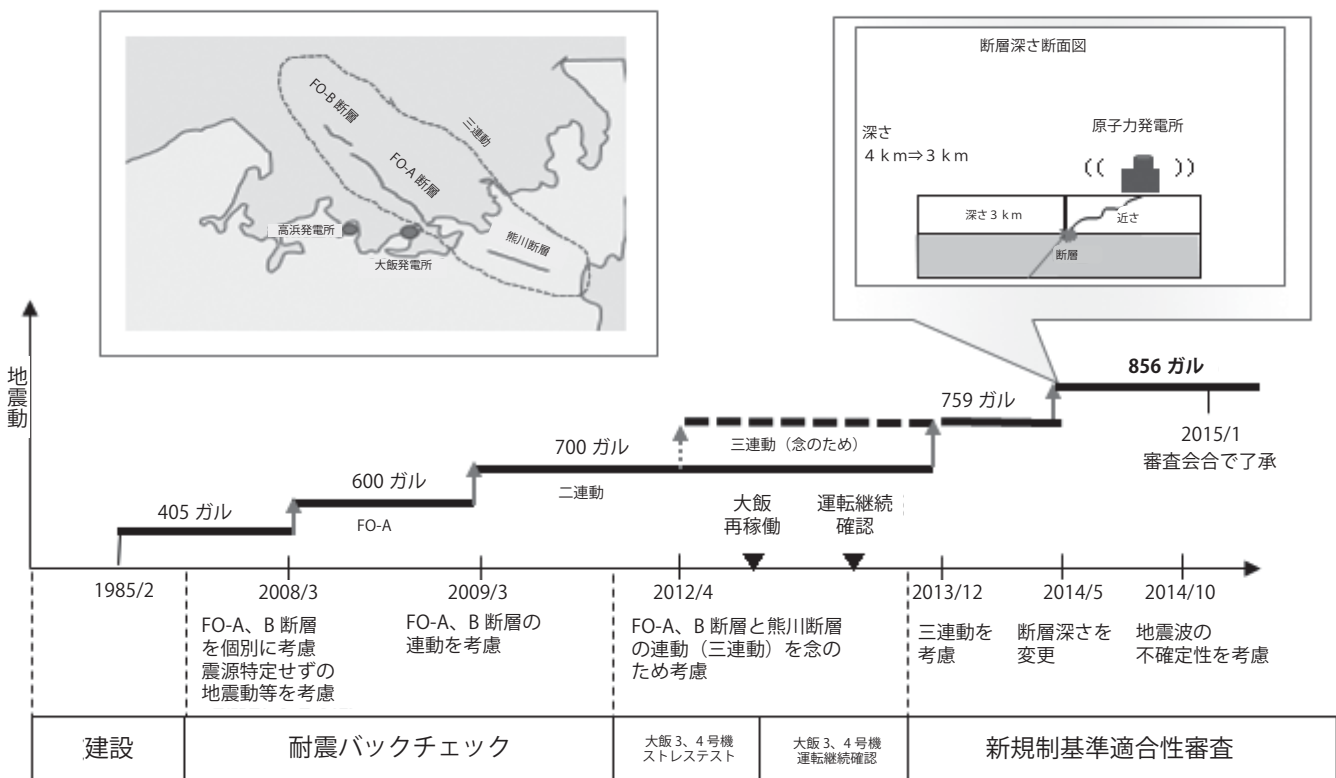 FO-B 断層
三連動
FO-A 断層
高浜発電所
大飯発電所
熊川断層
断層深さ断面図
原子力発電所
深さ
4 km⇒3 km
(( ))
深さ 3 km
近さ
断層
地震動
405 ガル
600 ガル
FO-A
700 ガル
二連動
三連動（念のため）
759 ガル
856 ガル
2015/1
審査会合で了承
大飯
再稼働
運転継続
確認
1985/2
2008/3
FO-A、B 断層
を個別に考慮
震源特定せずの
地震動等を考慮
2009/3
FO-A、B 断層の
連動を考慮
2012/4
FO-A、B 断層と熊川断層
の連動（三連動）を念の
ため考慮
2013/12
三連動を
考慮
2014/5
断層深さを
変更
2014/10
地震波の
不確定性を考慮
建設
耐震バックチェック
大飯 3、4 号機
ストレステスト
大飯 3、4 号機
運転継続確認
新規制基準適合性審査